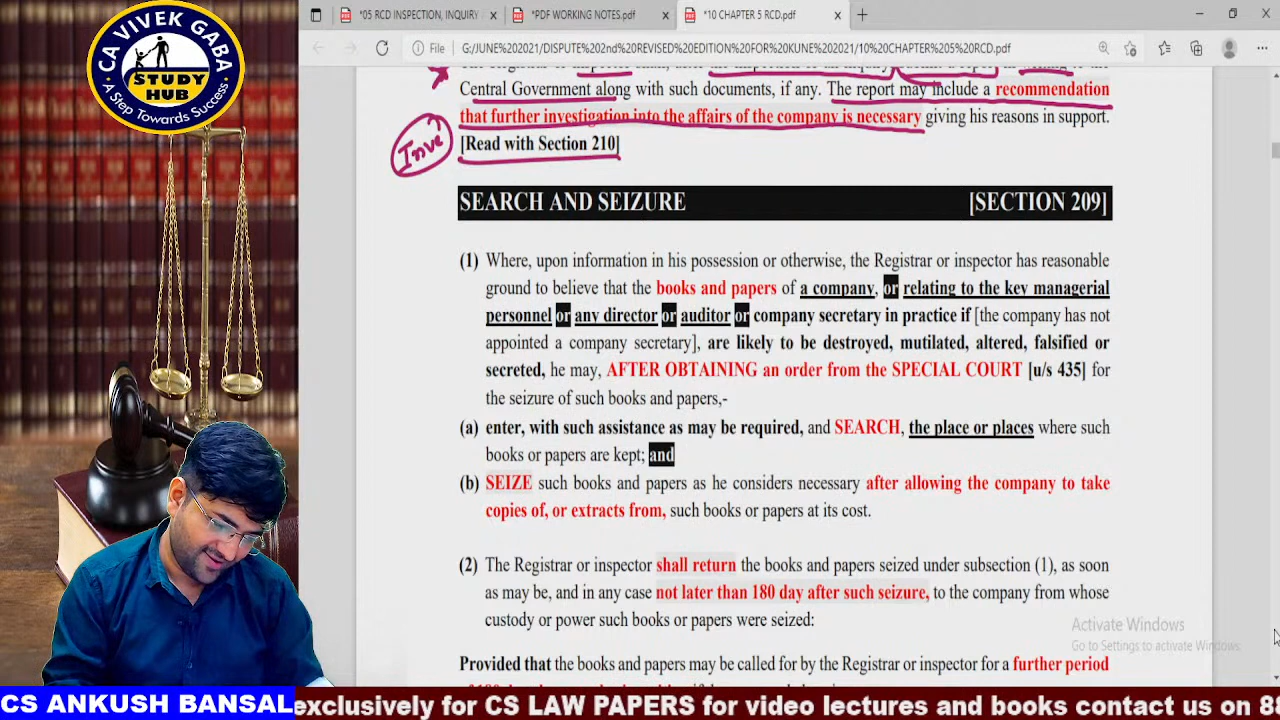 CA VIVEK GABA
STUDY
HUB
A Step Towards Success
*05 RCD INSPECTION, INQUIRY
*PDF WORKING NOTES.pdf
*10 CHAPTER 5 RCD.pdf
File
G:/JUNE%202021/QISPUTE%202nd%20REVISED%20EDITION%20FOR%20KUNE%202021/10%20CHAPTER%205%20RCD.pdf
Central Government along with such documents, if any. The report may include a recommendation
that further investigation into the affairs of the company is necessary giving his reasons in support.
Inve
[Read with Section 210]
SEARCH AND SEIZURE [SECTION 209]
(1) Where, upon information in his possession or otherwise, the Registrar or inspector has reasonable
ground to believe that the books and papers of a company, or relating to the key managerial
personnel or any director or auditor or company secretary in practice if [the company has not
appointed a company secretary], are likely to be destroyed, mutilated, altered, falsified or
secreted, he may, AFTER OBTAINING an order from the SPECIAL COURT [u/s 435] for
the seizure of such books and papers,-
(a) enter, with such assistance as may be required, and SEARCH, the place or places where such
books or papers are kept; and
(b) SEIZE such books and papers as he considers necessary after allowing the company to take
copies of, or extracts from, such books or papers at its cost.
(2) The Registrar or inspector shall return the books and papers seized under subsection (1), as soon
as may be, and in any case not later than 180 day after such seizure, to the company from whose
custody or power such books or papers were seized:
Activate Windows
Go to Settings to activate Windows.
Provided that the books and papers may be called for by the Registrar or inspector for a further period
CS ANKUSH BANSAL
exclusively for CS LAW PAPERS for video lectures and books contact us on